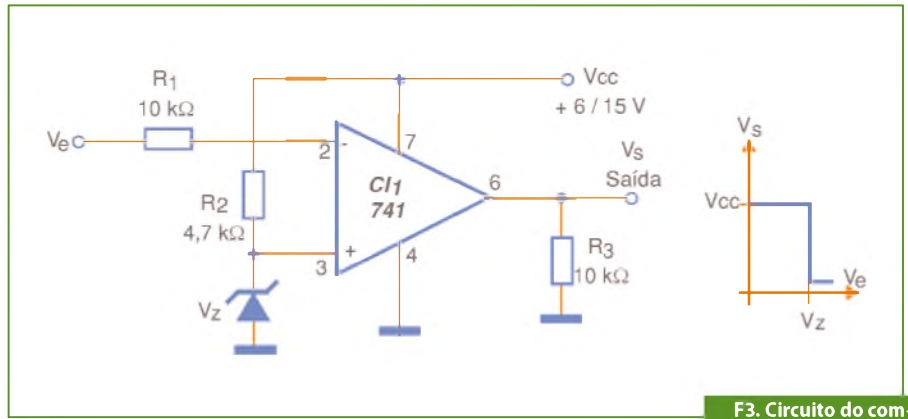 R1
10 kΩ
Ve
R2
4,7 kΩ
Vz
2
-
3
+
CI1
741
7
4
6
Vcc
+ 6 / 15 V
Vs
Saída
R3
10 kΩ
Vs
Vcc
Ve
Vz
F3. Circuito do com-